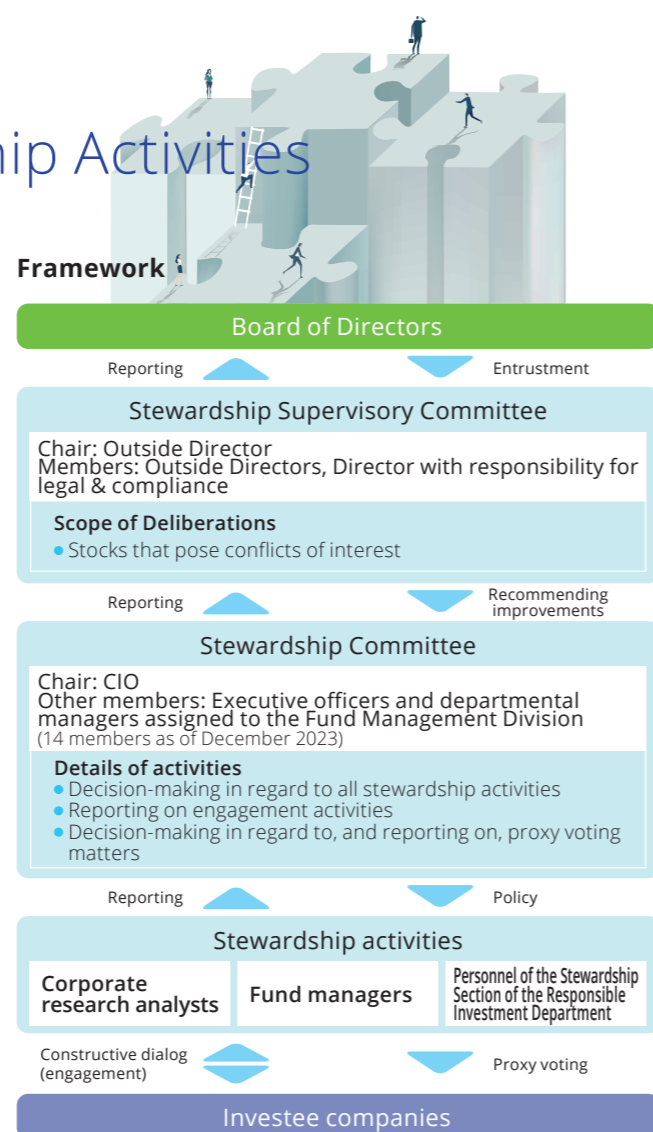 ip Activities
Framework
Board of Directors
Reporting
Entrustment
Stewardship Supervisory Committee
Chair: Outside Director
Members: Outside Directors, Director with responsibility for
legal & compliance
Scope of Deliberations
• Stocks that pose conflicts of interest
Reporting
Recommending
improvements
Stewardship Committee
Chair: CIO
Other members: Executive officers and departmental
managers assigned to the Fund Management Division
(14 members as of December 2023)
Details of activities
• Decision-making in regard to all stewardship activities
• Reporting on engagement activities
• Decision-making in regard to, and reporting on, proxy voting
matters
Reporting
Policy
Stewardship activities
Corporate
research analysts
Fund managers
Personnel of the Stewardship
Section of the Responsible
Investment Department
Constructive dialog
(engagement)
Proxy voting
Investee companies